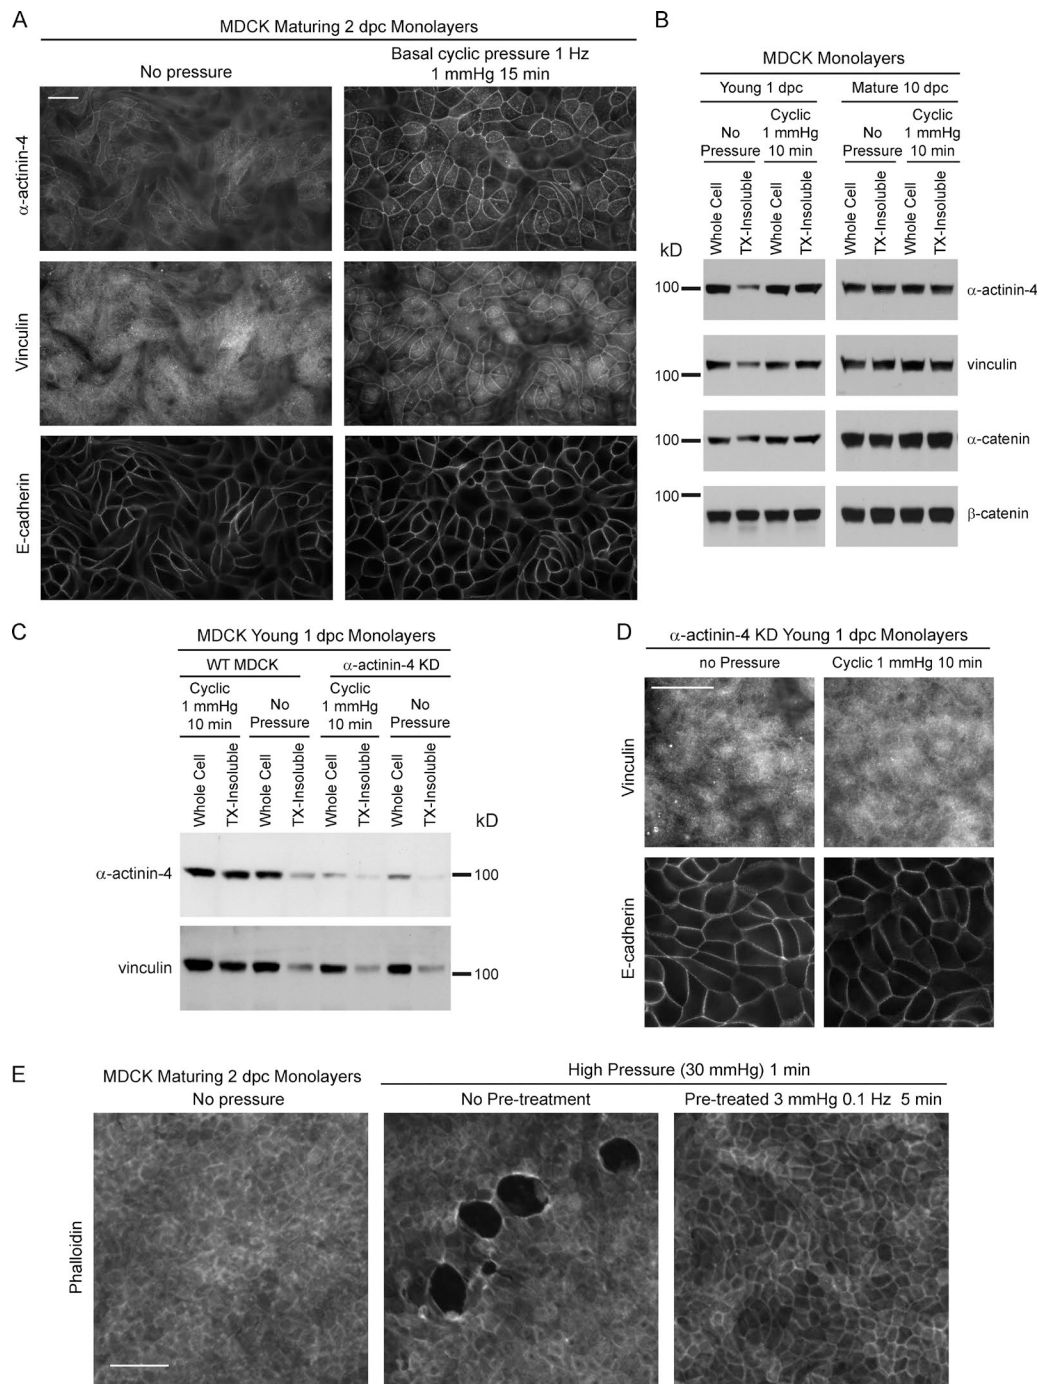 A
MDCK Maturing 2 dpc Monolayers
No pressure
Basal cyclic pressure 1 Hz
1 mmHg 15 min
α-actinin-4
Vinculin
E-cadherin
B
MDCK Monolayers
Young 1 dpc
Mature 10 dpc
No
Pressure
Cyclic
1 mmHg
10 min
No
Pressure
Cyclic
1 mmHg
10 min
Whole Cell
TX-Insoluble
Whole Cell
TX-Insoluble
Whole Cell
TX-Insoluble
Whole Cell
TX-Insoluble
kD
100
α-actinin-4
100
vinculin
100
α-catenin
100
β-catenin
C
MDCK Young 1 dpc Monolayers
WT MDCK
α-actinin-4 KD
Cyclic
1 mmHg
10 min
No
Pressure
Cyclic
1 mmHg
10 min
No
Pressure
Whole Cell
TX-Insoluble
Whole Cell
TX-Insoluble
Whole Cell
TX-Insoluble
Whole Cell
TX-Insoluble
kD
α-actinin-4
100
vinculin
100
D
α-actinin-4 KD Young 1 dpc Monolayers
no Pressure
Cyclic 1 mmHg 10 min
Vinculin
E-cadherin
E
MDCK Maturing 2 dpc Monolayers
No pressure
High Pressure (30 mmHg) 1 min
No Pre-treatment
Pre-treated 3 mmHg 0.1 Hz 5 min
Phalloidin